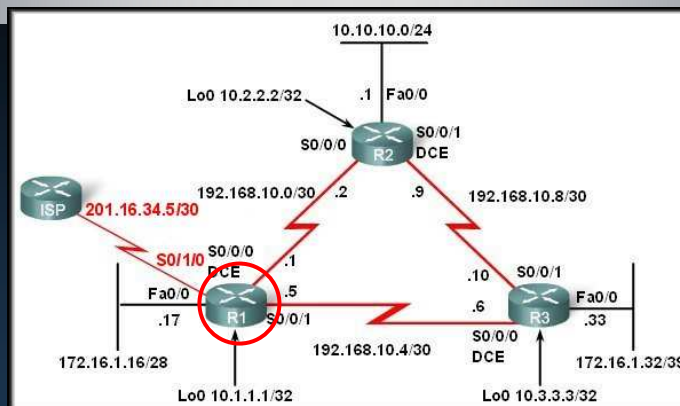 10.10.10.0/24
Lo0 10.2.2.2/32
.1 Fa0/0
S0/0/0
R2
S0/0/1
DCE
ISP
201.16.34.5/30
192.168.10.0/30
.2
.9
192.168.10.8/30
S0/1/0
S0/0/0
DCE
.1
.10
S0/0/1
Fa0/0
.17
R1
.5
S0/0/1
.6
R3
Fa0/0
.33
S0/0/0
DCE
192.168.10.4/30
172.16.1.16/28
172.16.1.32/39
Lo0 10.1.1.1/32
Lo0 10.3.3.3/32